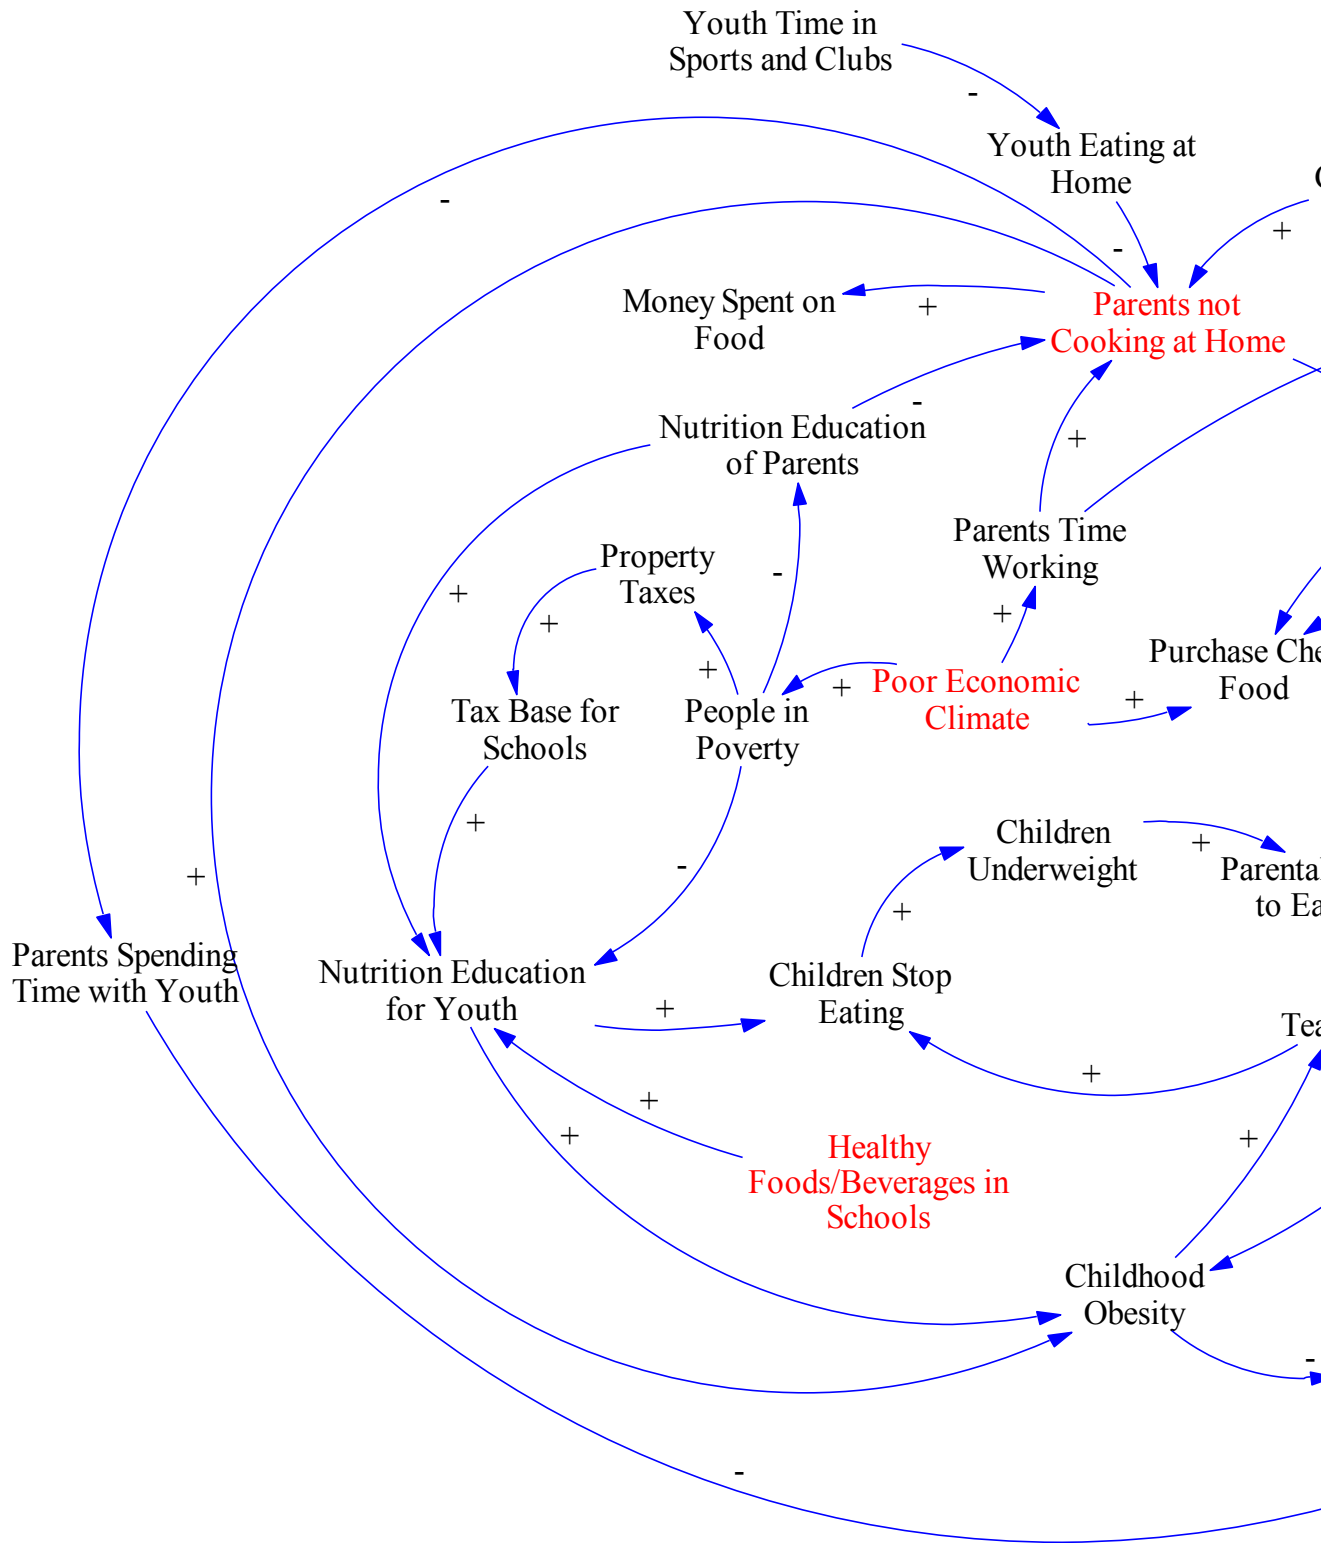 Youth Time in
Sports and Clubs
-
Youth Eating at
Home
-
-
+
Money Spent on
Food
+
Parents not
Cooking at Home
-
Nutrition Education
of Parents
+
Parents Time
Working
Property
Taxes
-
+
+
+
Purchase
Food
+
+
Poor Economic
Climate
+
Tax Base for
Schools
People in
Poverty
+
Children
Underweight
+
-
+
to
+
Parents Spending
Time with Youth
Nutrition Education
for Youth
+
Children Stop
Eating
+
+
+
+
Healthy
Foods/Beverages in
Schools
+
Childhood
Obesity
-
-